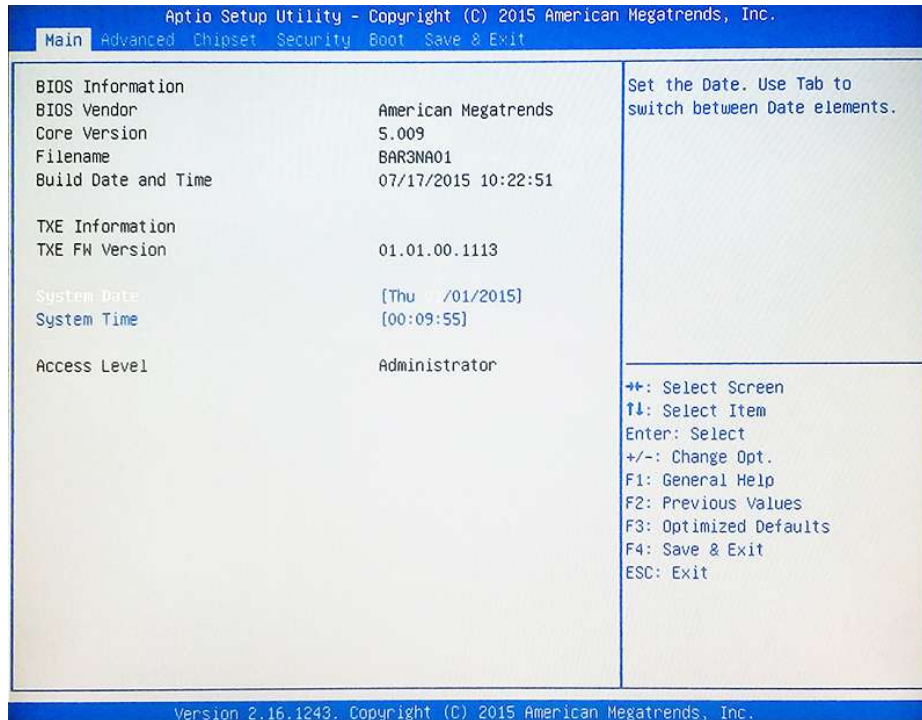 Aptio Setup Utility - Copyright (C) 2015 American Megatrends, Inc.
Main Advanced Chipset Security Boot Save & Exit
BIOS Information
BIOS Vendor American Megatrends
Core Version 5.009
Filename BAR3NA01
Build Date and Time 07/17/2015 10:22:51
TXE Information
TXE FW Version 01.01.00.1113
System Date [Thu /01/2015]
System Time [00:09:55]
Access Level Administrator
Set the Date. Use Tab to
switch between Date elements.
→←: Select Screen
↑↓: Select Item
Enter: Select
+/-: Change Opt.
F1: General Help
F2: Previous Values
F3: Optimized Defaults
F4: Save & Exit
ESC: Exit
Version 2.16.1243. Copyright (C) 2015 American Megatrends, Inc.